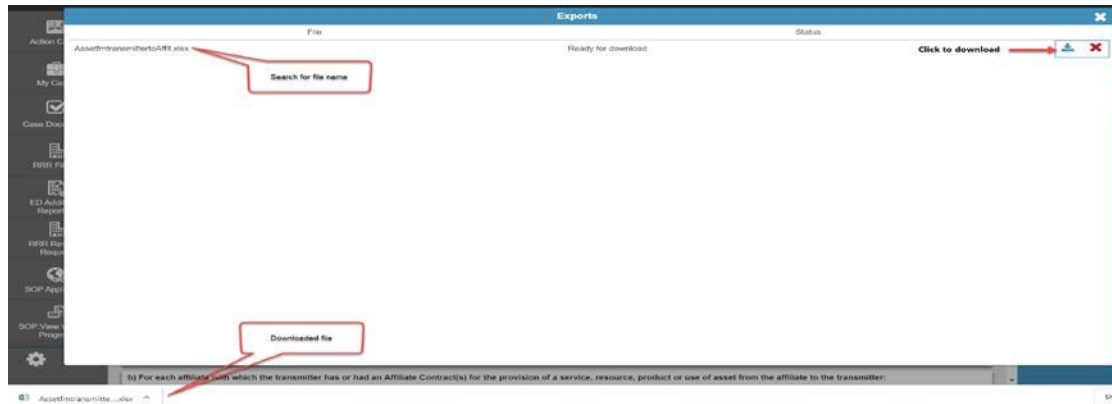 Exports
File
Status
AssetfmtransmittertoAffil.xlsx
Ready for download
Click to download
Search for file name
Action C
My Ca
Case Doc
RRR Fi
ED Addi
Report
RRR Re
Reque
SOP Appl
SOP:View
Progr
Downloaded file
b) For each affiliate with which the transmitter has or had an Affiliate Contract(s) for the provision of a service, resource, product or use of asset from the affiliate to the transmitter:
Assetfmtransmitte...xlsx